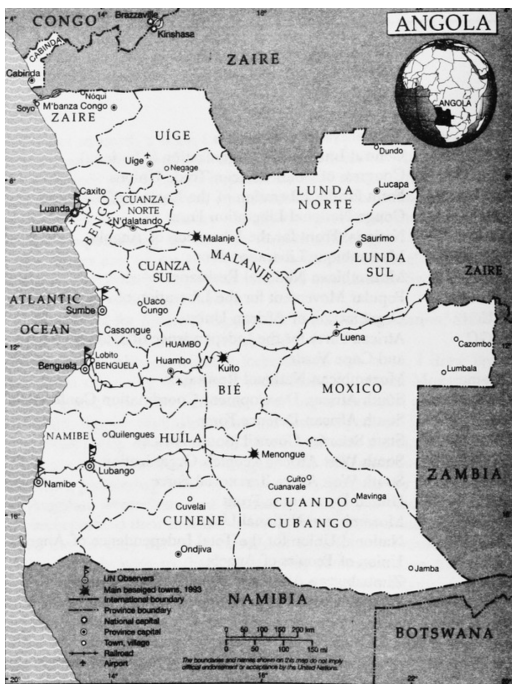 CONGO
Brazzaville
Kinshasa
ANGOLA
ANGOLA
ZAIRE
CABINDA
Cabinda
Soyo
Nòqui
M'banza Congo
ZAIRE
UÍGE
Uíge
Negage
Dundo
LUNDA
NORTE
Lucapa
8°
Caxito
Luanda
LUANDA
BENGO
CUANZA
NORTE
N'dalatando
Malanje
MALANJE
Saurimo
LUNDA
SUL
CUANZA
SUL
ZAIRE
ATLANTIC
OCEAN
Sumbe
Uaco
Cungo
Cassongue
HUAMBO
Huambo
12°
12°
Luena
Cazombo
Lumbala
Lobito
Benguela
BENGUELA
Kuito
BIÉ
MOXICO
NAMIBE
Quilengues
HUÍLA
Menongue
Lubango
Namibe
ZAMBIA
Cuito
Cuanavale
Mavinga
CUANDO
CUBANGO
Cuvelai
CUNENE
Ondjiva
Jamba
16°
NAMIBIA
BOTSWANA
UN Observers
Main besieged towns, 1993
International boundary
Province boundary
National capital
Province capital
Town, village
Railroad
Airport
0 50 100 150 200 km
0 50 100 150 mi
The boundaries and names shown on this map do not imply
official endorsement or acceptance by the United Nations.